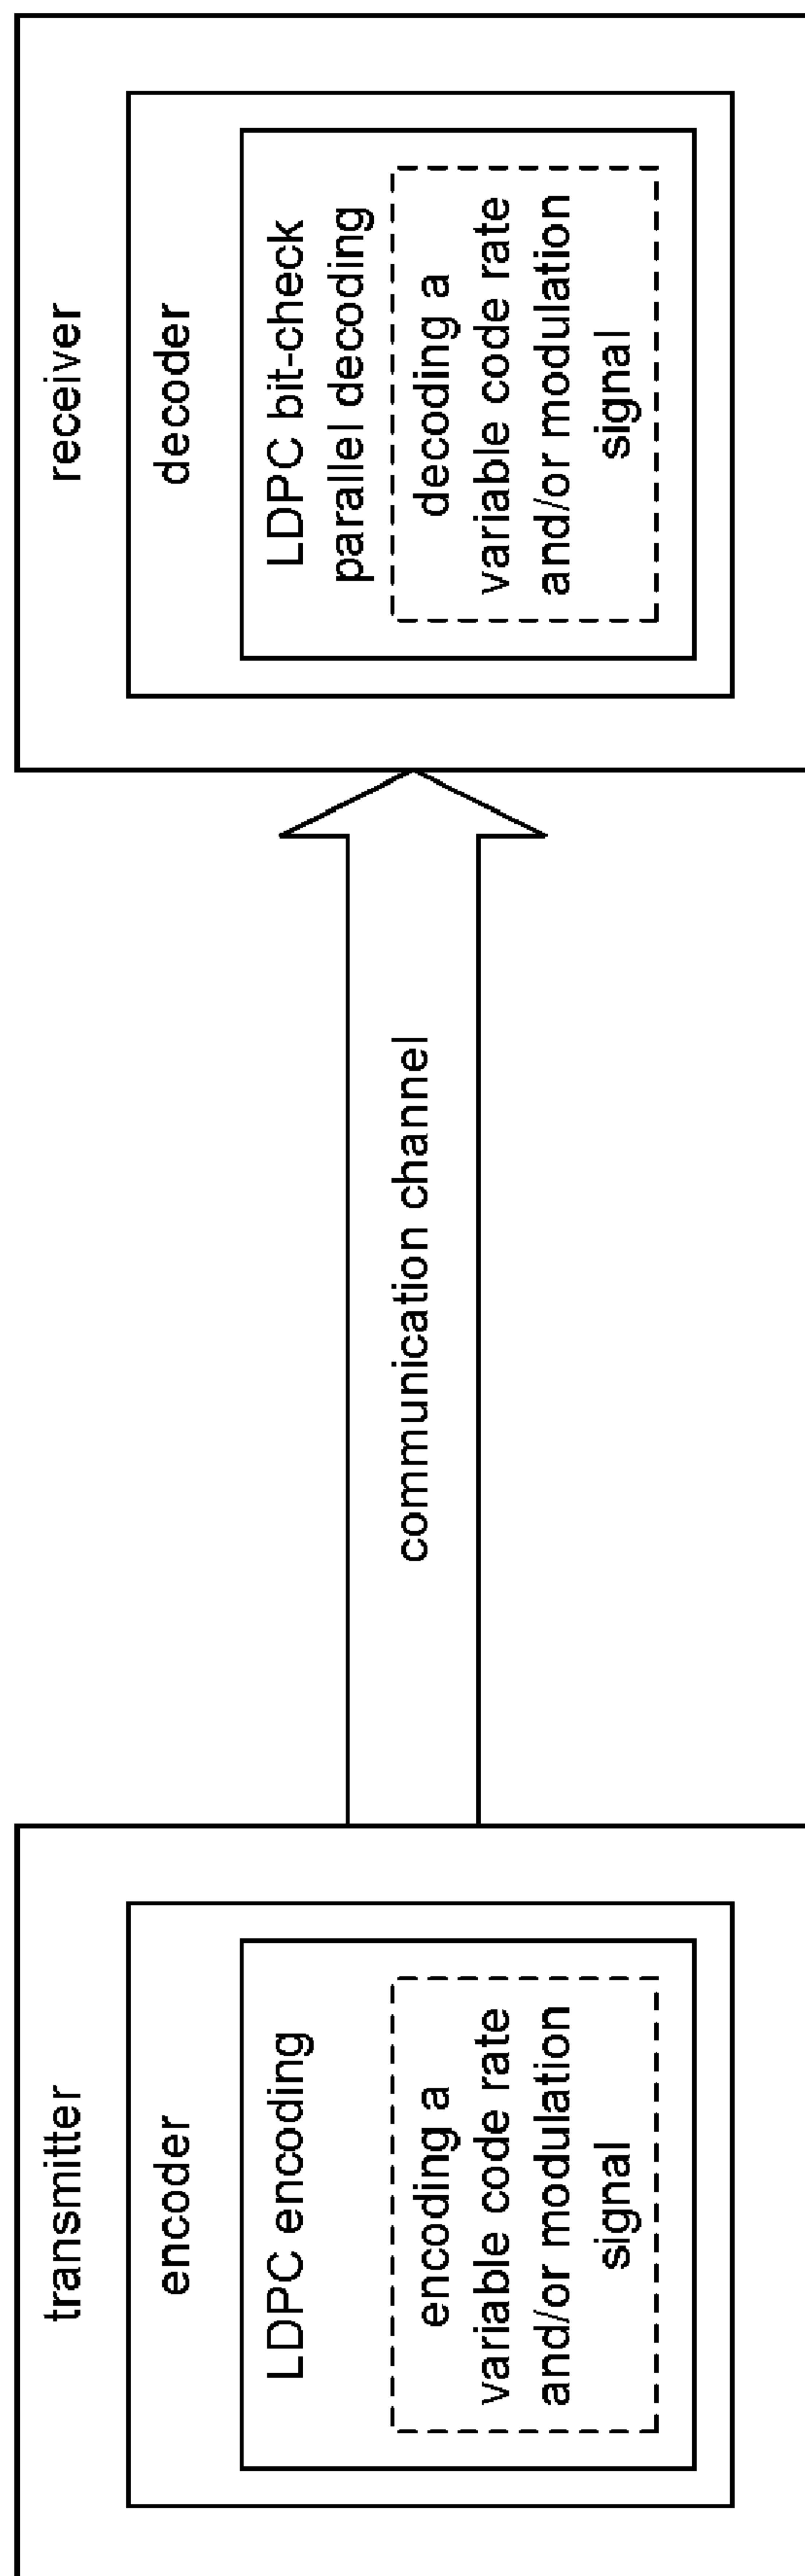 transmitter
encoder
LDPC encoding
encoding a
variable code rate
and/or modulation
signal
communication channel
receiver
decoder
LDPC bit-check
parallel decoding
decoding a
variable code rate
and/or modulation
signal